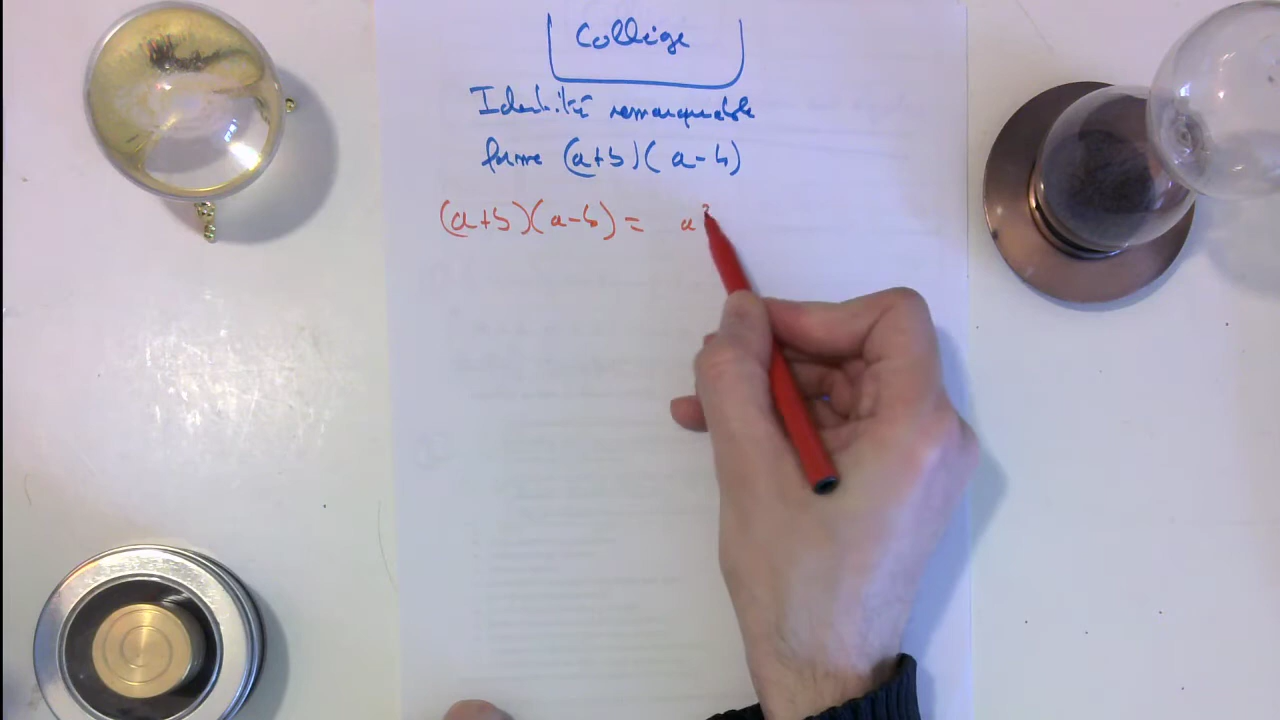 Collège
Identité remarquable
forme (a+b)(a-b)
(a+b)(a-b) = a²